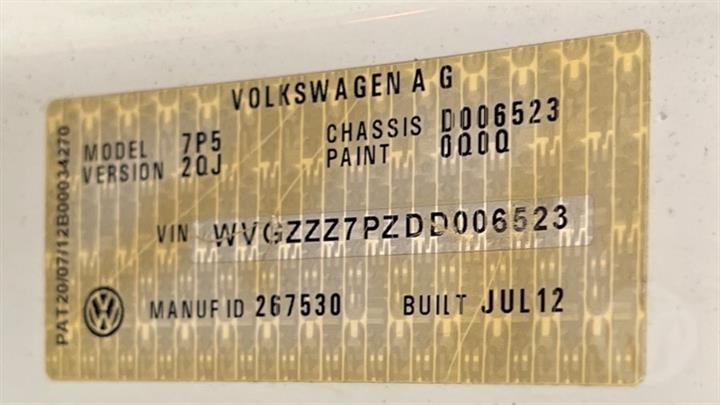 VOLKSWAGEN A G
MODEL 7P5 CHASSIS D006523
VERSION 2QJ PAINT 0Q0Q
VIN WVGZZZ7PZDD006523
MANUF ID 267530 BUILT JUL12
PAT20/07/12B00034270